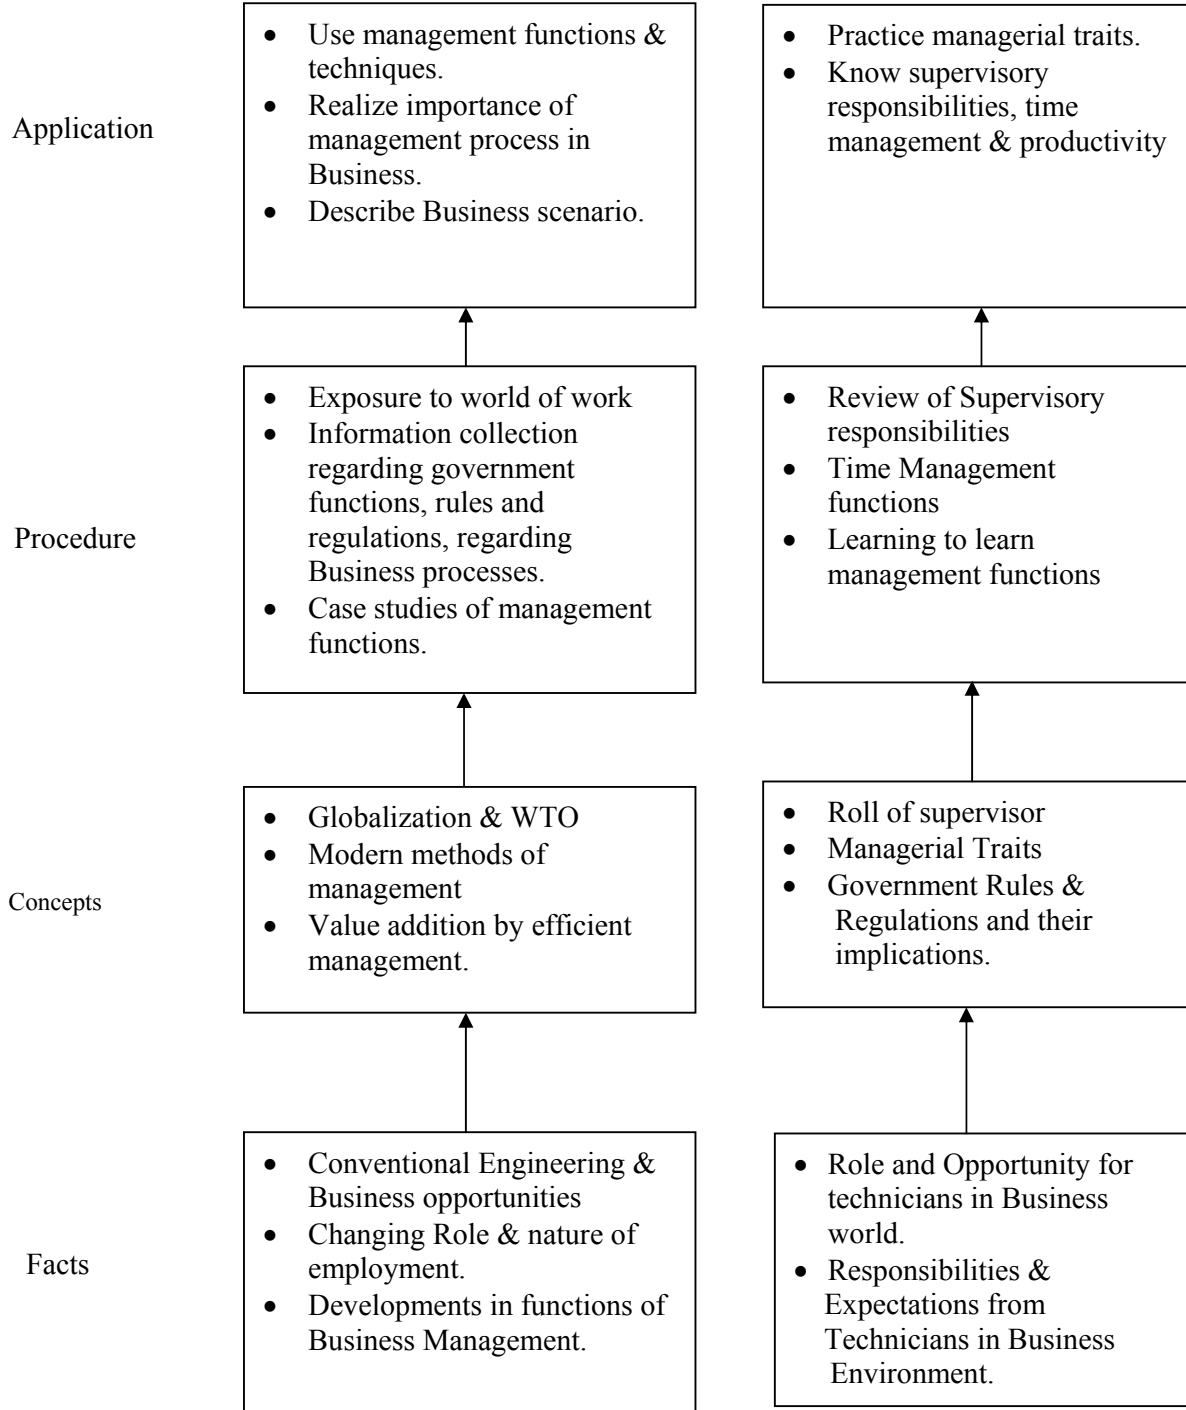 Application
• Use management functions &
techniques.
• Realize importance of
management process in
Business.
• Describe Business scenario.
• Practice managerial traits.
• Know supervisory
responsibilities, time
management & productivity
Procedure
• Exposure to world of work
• Information collection
regarding government
functions, rules and
regulations, regarding
Business processes.
• Case studies of management
functions.
• Review of Supervisory
responsibilities
• Time Management
functions
• Learning to learn
management functions
Concepts
• Globalization & WTO
• Modern methods of
management
• Value addition by efficient
management.
• Roll of supervisor
• Managerial Traits
• Government Rules &
Regulations and their
implications.
Facts
• Conventional Engineering &
Business opportunities
• Changing Role & nature of
employment.
• Developments in functions of
Business Management.
• Role and Opportunity for
technicians in Business
world.
• Responsibilities &
Expectations from
Technicians in Business
Environment.